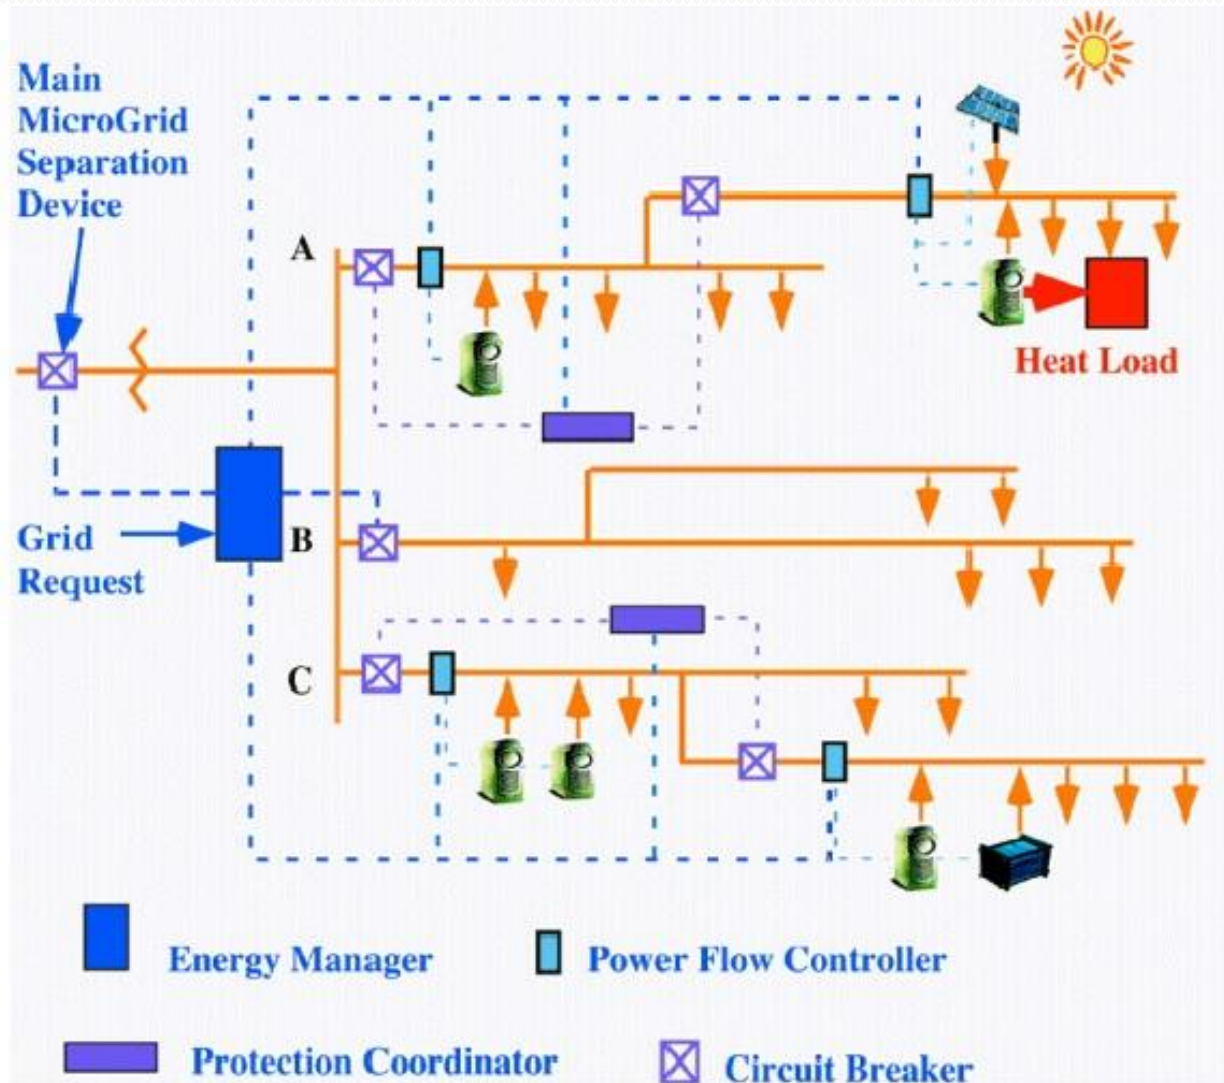 Main
MicroGrid
Separation
Device
A
Heat Load
Grid
Request
B
C
Energy Manager
Power Flow Controller
Protection Coordinator
Circuit Breaker